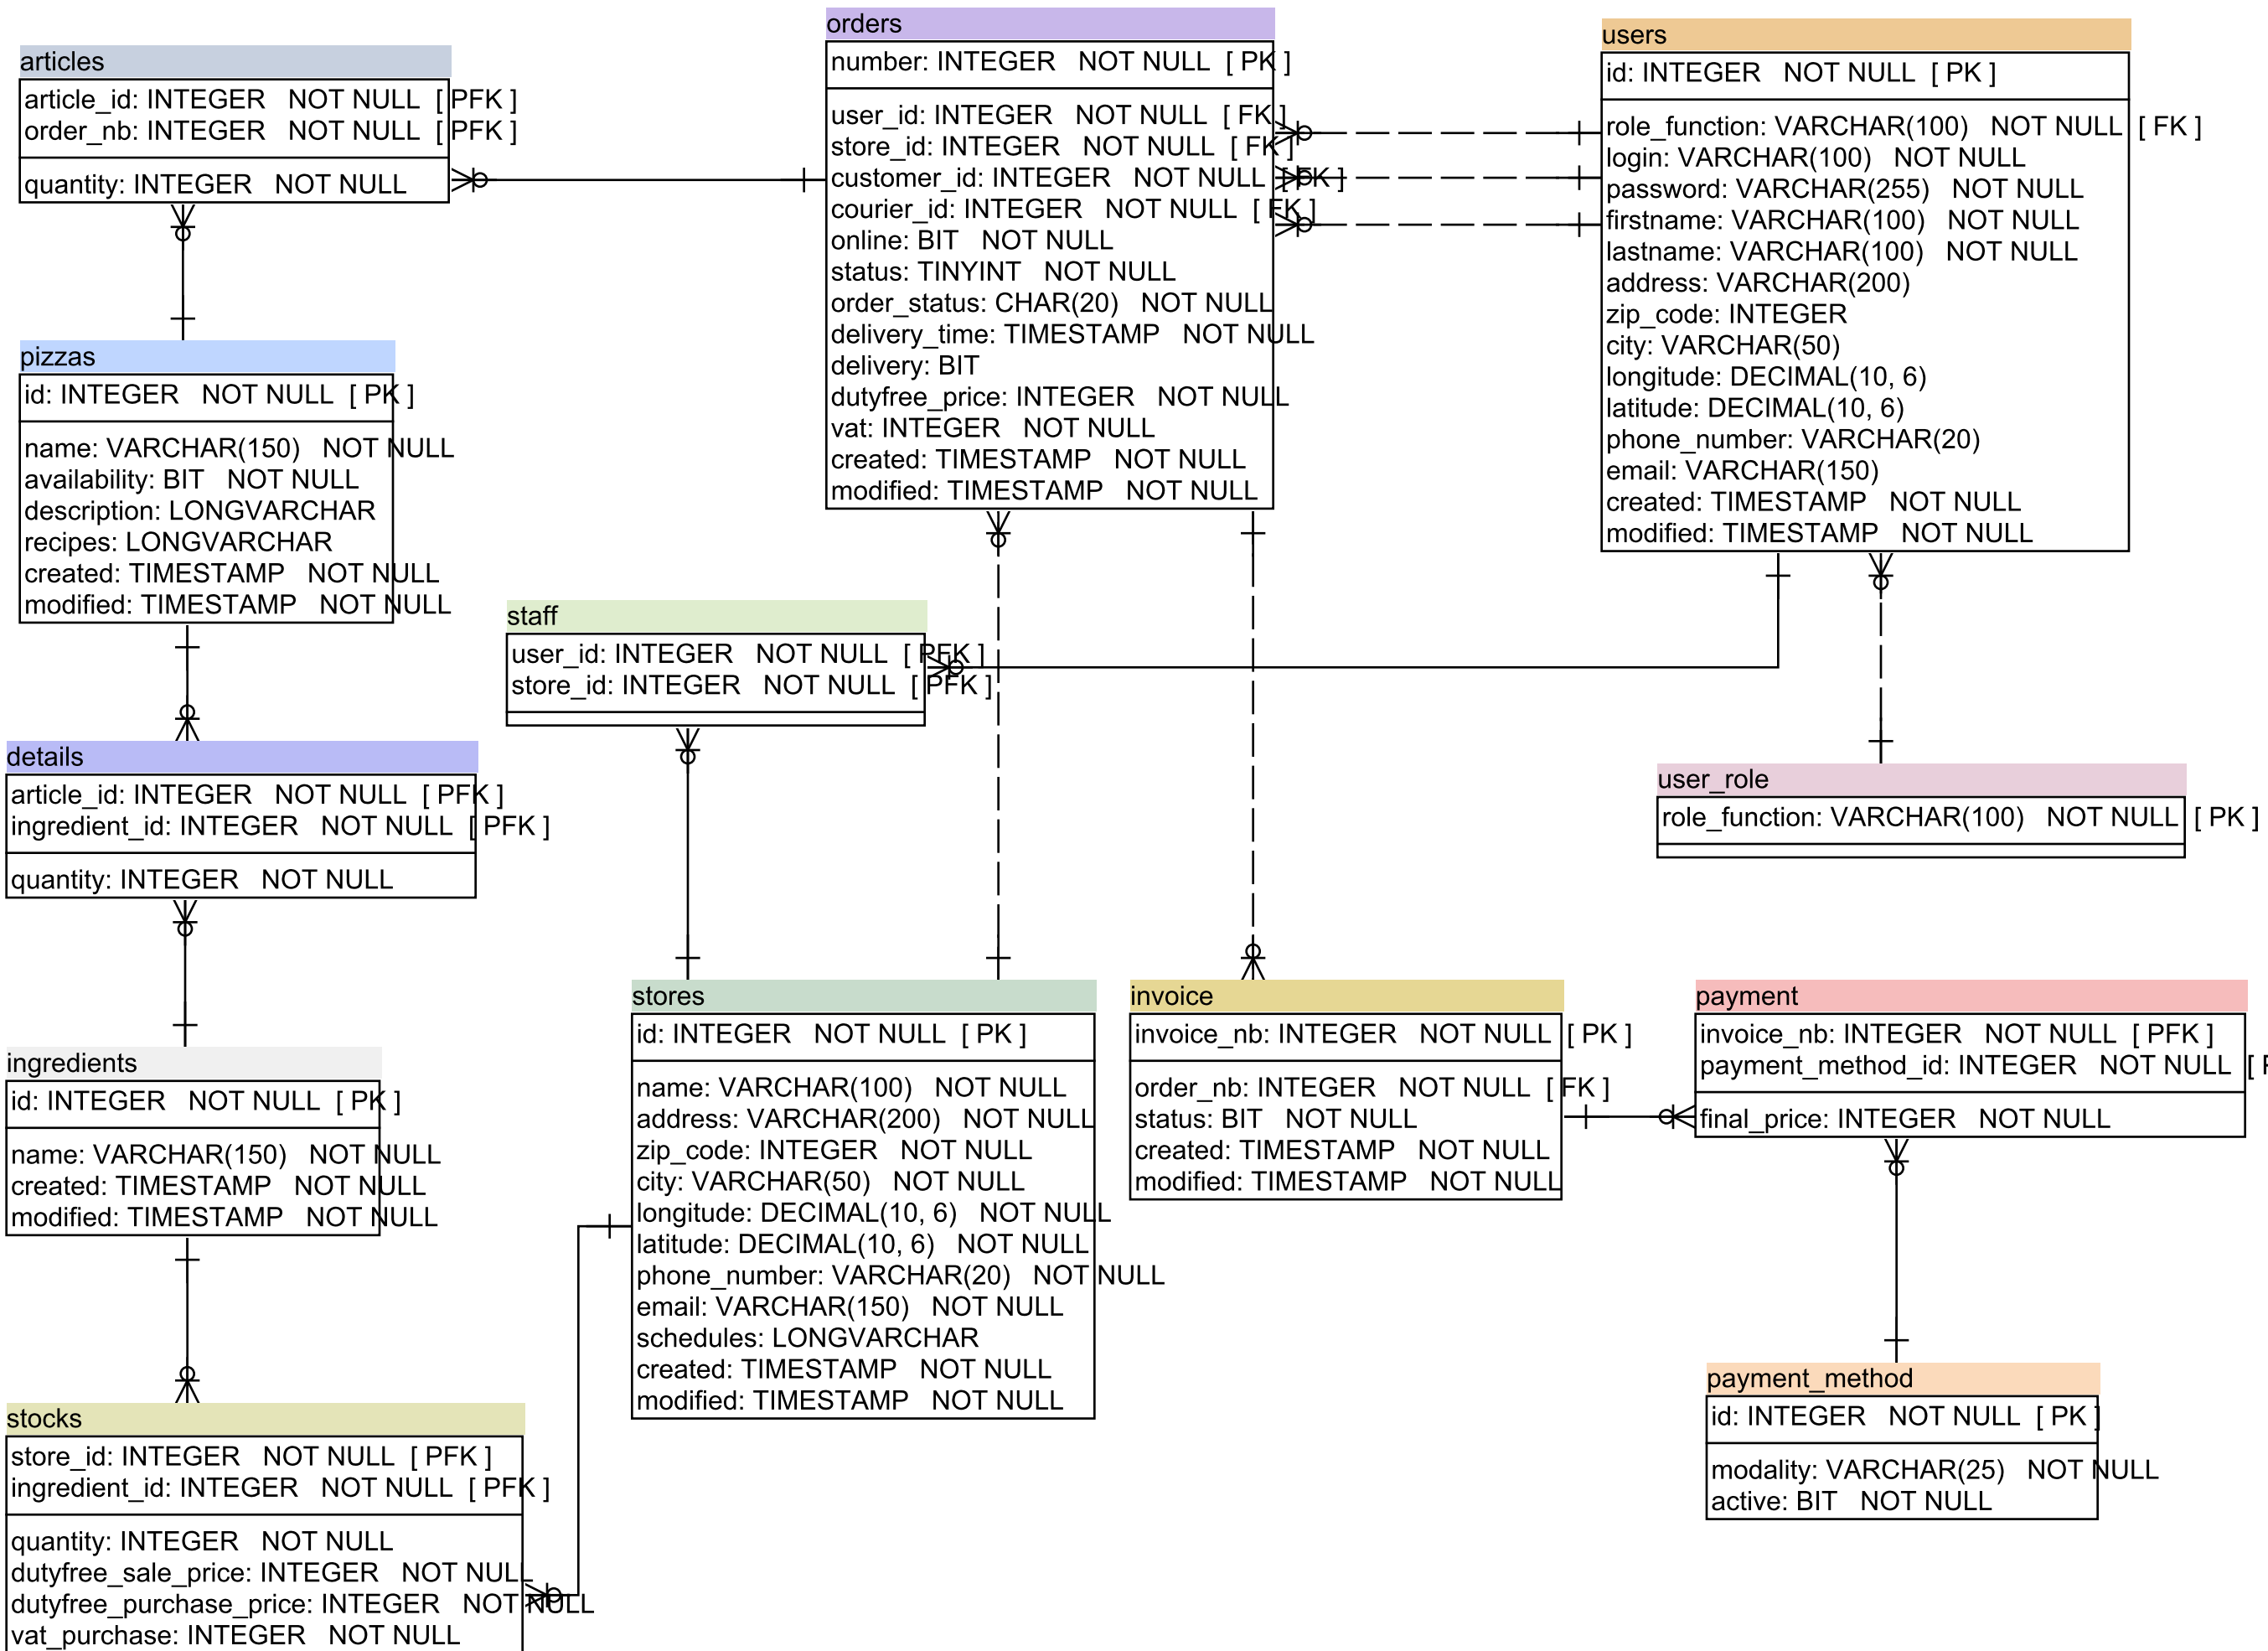 articles
article_id: INTEGER NOT NULL [ PFK ]
order_nb: INTEGER NOT NULL [ PFK ]
quantity: INTEGER NOT NULL
orders
number: INTEGER NOT NULL [ PK ]
user_id: INTEGER NOT NULL [ FK ]
store_id: INTEGER NOT NULL [ FK ]
customer_id: INTEGER NOT NULL [ FK ]
courier_id: INTEGER NOT NULL [ FK ]
online: BIT NOT NULL
status: TINYINT NOT NULL
order_status: CHAR(20) NOT NULL
delivery_time: TIMESTAMP NOT NULL
delivery: BIT
dutyfree_price: INTEGER NOT NULL
vat: INTEGER NOT NULL
created: TIMESTAMP NOT NULL
modified: TIMESTAMP NOT NULL
users
id: INTEGER NOT NULL [ PK ]
role_function: VARCHAR(100) NOT NULL [ FK ]
login: VARCHAR(100) NOT NULL
password: VARCHAR(255) NOT NULL
firstname: VARCHAR(100) NOT NULL
lastname: VARCHAR(100) NOT NULL
address: VARCHAR(200)
zip_code: INTEGER
city: VARCHAR(50)
longitude: DECIMAL(10, 6)
latitude: DECIMAL(10, 6)
phone_number: VARCHAR(20)
email: VARCHAR(150)
created: TIMESTAMP NOT NULL
modified: TIMESTAMP NOT NULL
pizzas
id: INTEGER NOT NULL [ PK ]
name: VARCHAR(150) NOT NULL
availability: BIT NOT NULL
description: LONGVARCHAR
recipes: LONGVARCHAR
created: TIMESTAMP NOT NULL
modified: TIMESTAMP NOT NULL
staff
user_id: INTEGER NOT NULL [ PFK ]
store_id: INTEGER NOT NULL [ PFK ]
details
article_id: INTEGER NOT NULL [ PFK ]
ingredient_id: INTEGER NOT NULL [ PFK ]
quantity: INTEGER NOT NULL
user_role
role_function: VARCHAR(100) NOT NULL [ PK ]
ingredients
id: INTEGER NOT NULL [ PK ]
name: VARCHAR(150) NOT NULL
created: TIMESTAMP NOT NULL
modified: TIMESTAMP NOT NULL
stores
id: INTEGER NOT NULL [ PK ]
name: VARCHAR(100) NOT NULL
address: VARCHAR(200) NOT NULL
zip_code: INTEGER NOT NULL
city: VARCHAR(50) NOT NULL
longitude: DECIMAL(10, 6) NOT NULL
latitude: DECIMAL(10, 6) NOT NULL
phone_number: VARCHAR(20) NOT NULL
email: VARCHAR(150) NOT NULL
schedules: LONGVARCHAR
created: TIMESTAMP NOT NULL
modified: TIMESTAMP NOT NULL
invoice
invoice_nb: INTEGER NOT NULL [ PK ]
order_nb: INTEGER NOT NULL [ FK ]
status: BIT NOT NULL
created: TIMESTAMP NOT NULL
modified: TIMESTAMP NOT NULL
payment
invoice_nb: INTEGER NOT NULL [ PFK ]
payment_method_id: INTEGER NOT NULL [
final_price: INTEGER NOT NULL
payment_method
id: INTEGER NOT NULL [ PK ]
modality: VARCHAR(25) NOT NULL
active: BIT NOT NULL
stocks
store_id: INTEGER NOT NULL [ PFK ]
ingredient_id: INTEGER NOT NULL [ PFK ]
quantity: INTEGER NOT NULL
dutyfree_sale_price: INTEGER NOT NULL
dutyfree_purchase_price: INTEGER NOT NULL
vat_purchase: INTEGER NOT NULL